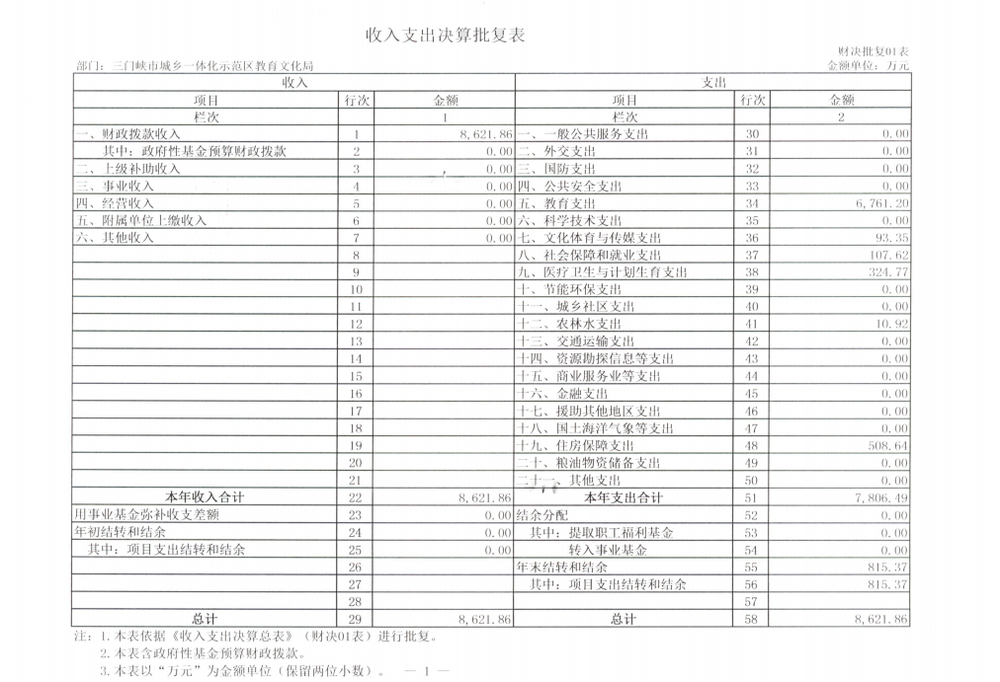 收入支出决算批复表
财决批复01表
部门：三门峡市城乡一体化示范区教育文化局 金额单位：万元
收入 支出
项目 行次 金额 项目 行次 金额
栏次 1 栏次 2
一、财政拨款收入 1 8,621.86 一、一般公共服务支出 30 0.00
其中：政府性基金预算财政拨款 2 0.00 二、外交支出 31 0.00
二、上级补助收入 3 0.00 三、国防支出 32 0.00
三、事业收入 4 0.00 四、公共安全支出 33 0.00
四、经营收入 5 0.00 五、教育支出 34 6,761.20
五、附属单位上缴收入 6 0.00 六、科学技术支出 35 0.00
六、其他收入 7 0.00 七、文化体育与传媒支出 36 93.35
8 八、社会保障和就业支出 37 107.62
9 九、医疗卫生与计划生育支出 38 324.77
10 十、节能环保支出 39 0.00
11 十一、城乡社区支出 40 0.00
12 十二、农林水支出 41 10.92
13 十三、交通运输支出 42 0.00
14 十四、资源勘探信息等支出 43 0.00
15 十五、商业服务业等支出 44 0.00
16 十六、金融支出 45 0.00
17 十七、援助其他地区支出 46 0.00
18 十八、国土海洋气象等支出 47 0.00
19 十九、住房保障支出 48 508.64
20 二十、粮油物资储备支出 49 0.00
21 二十一、其他支出 50 0.00
本年收入合计 22 8,621.86 本年支出合计 51 7,806.49
用事业基金弥补收支差额 23 0.00 结余分配 52 0.00
年初结转和结余 24 0.00 其中：提取职工福利基金 53 0.00
其中：项目支出结转和结余 25 0.00 转入事业基金 54 0.00
26 年末结转和结余 55 815.37
27 其中：项目支出结转和结余 56 815.37
28 57
总计 29 8,621.86 总计 58 8,621.86
注：1.本表依据《收入支出决算总表》（财决01表）进行批复。
2.本表含政府性基金预算财政拨款。
3.本表以“万元”为金额单位（保留两位小数）。 — 1 —